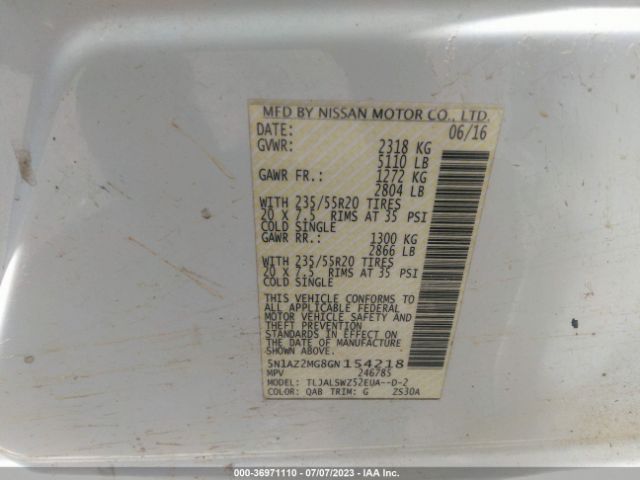 MFD BY NISSAN MOTOR CO., LTD.
DATE: 06/16
GVWR: 2318 KG
5110 LB
GAWR FR.: 1272 KG
2804 LB
WITH 235/55R20 TIRES
20 X 7.5 RIMS AT 35 PSI
COLD SINGLE
GAWR RR.: 1300 KG
2866 LB
WITH 235/55R20 TIRES
20 X 7.5 RIMS AT 35 PSI
COLD SINGLE
THIS VEHICLE CONFORMS TO
ALL APPLICABLE FEDERAL
MOTOR VEHICLE SAFETY AND
THEFT PREVENTION
STANDARDS IN EFFECT ON
THE DATE OF MANUFACTURE
SHOWN ABOVE.
5N1AZ2MG8GN 154218
MPV 246785
MODEL: TLJALSWZ52EUA--D-2
COLOR: QAB TRIM: G ZS30A
000-36971110 - 07/07/2023 - IAA Inc.